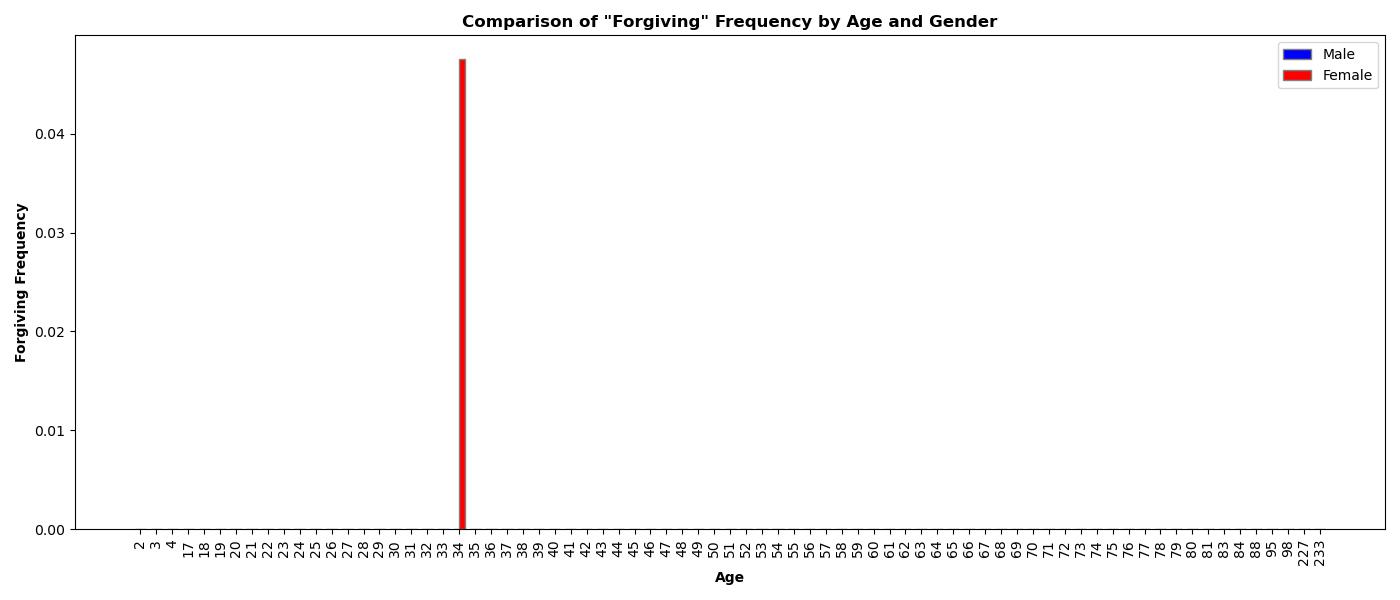 Comparison of "Forgiving" Frequency by Age and Gender
Male
Female
Forgiving Frequency
0.04
0.03
0.02
0.01
0.00
2 3 4 17 18 19 20 21 22 23 24 25 26 27 28 29 30 31 32 33 34 35 36 37 38 39 40 41 42 43 44 45 46 47 48 49 50 51 52 53 54 55 56 57 58 59 60 61 62 63 64 65 66 67 68 69 70 71 72 73 74 75 76 77 78 79 80 81 83 84 88 95 98 227 233
Age